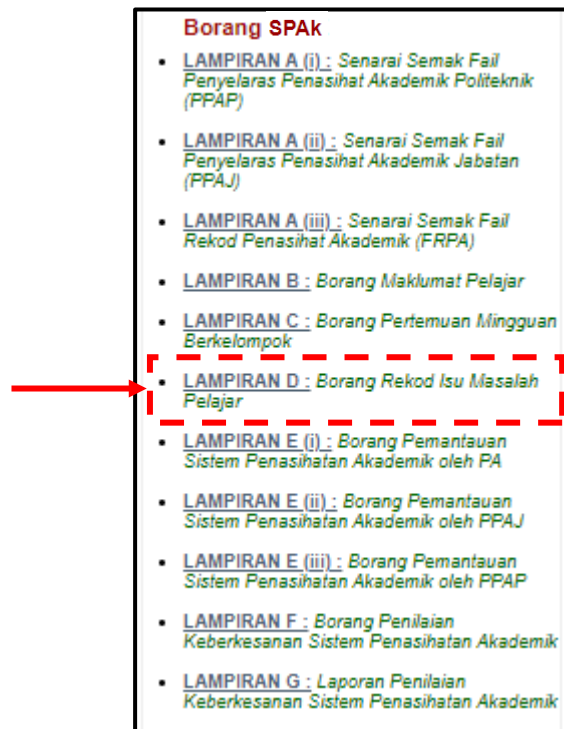 Borang SPAk
• LAMPIRAN A (i) : Senarai Semak Fail
Penyelaras Penasihat Akademik Politeknik
(PPAP)
• LAMPIRAN A (ii) : Senarai Semak Fail
Penyelaras Penasihat Akademik Jabatan
(PPAJ)
• LAMPIRAN A (iii) : Senarai Semak Fail
Rekod Penasihat Akademik (FRPA)
• LAMPIRAN B : Borang Maklumat Pelajar
• LAMPIRAN C : Borang Pertemuan Mingguan
Berkelompok
• LAMPIRAN D : Borang Rekod Isu Masalah
Pelajar
• LAMPIRAN E (i) : Borang Pemantauan
Sistem Penasihatan Akademik oleh PA
• LAMPIRAN E (ii) : Borang Pemantauan
Sistem Penasihatan Akademik oleh PPAJ
• LAMPIRAN E (iii) : Borang Pemantauan
Sistem Penasihatan Akademik oleh PPAP
• LAMPIRAN F : Borang Penilaian
Keberkesanan Sistem Penasihatan Akademik
• LAMPIRAN G : Laporan Penilaian
Keberkesanan Sistem Penasihatan Akademik